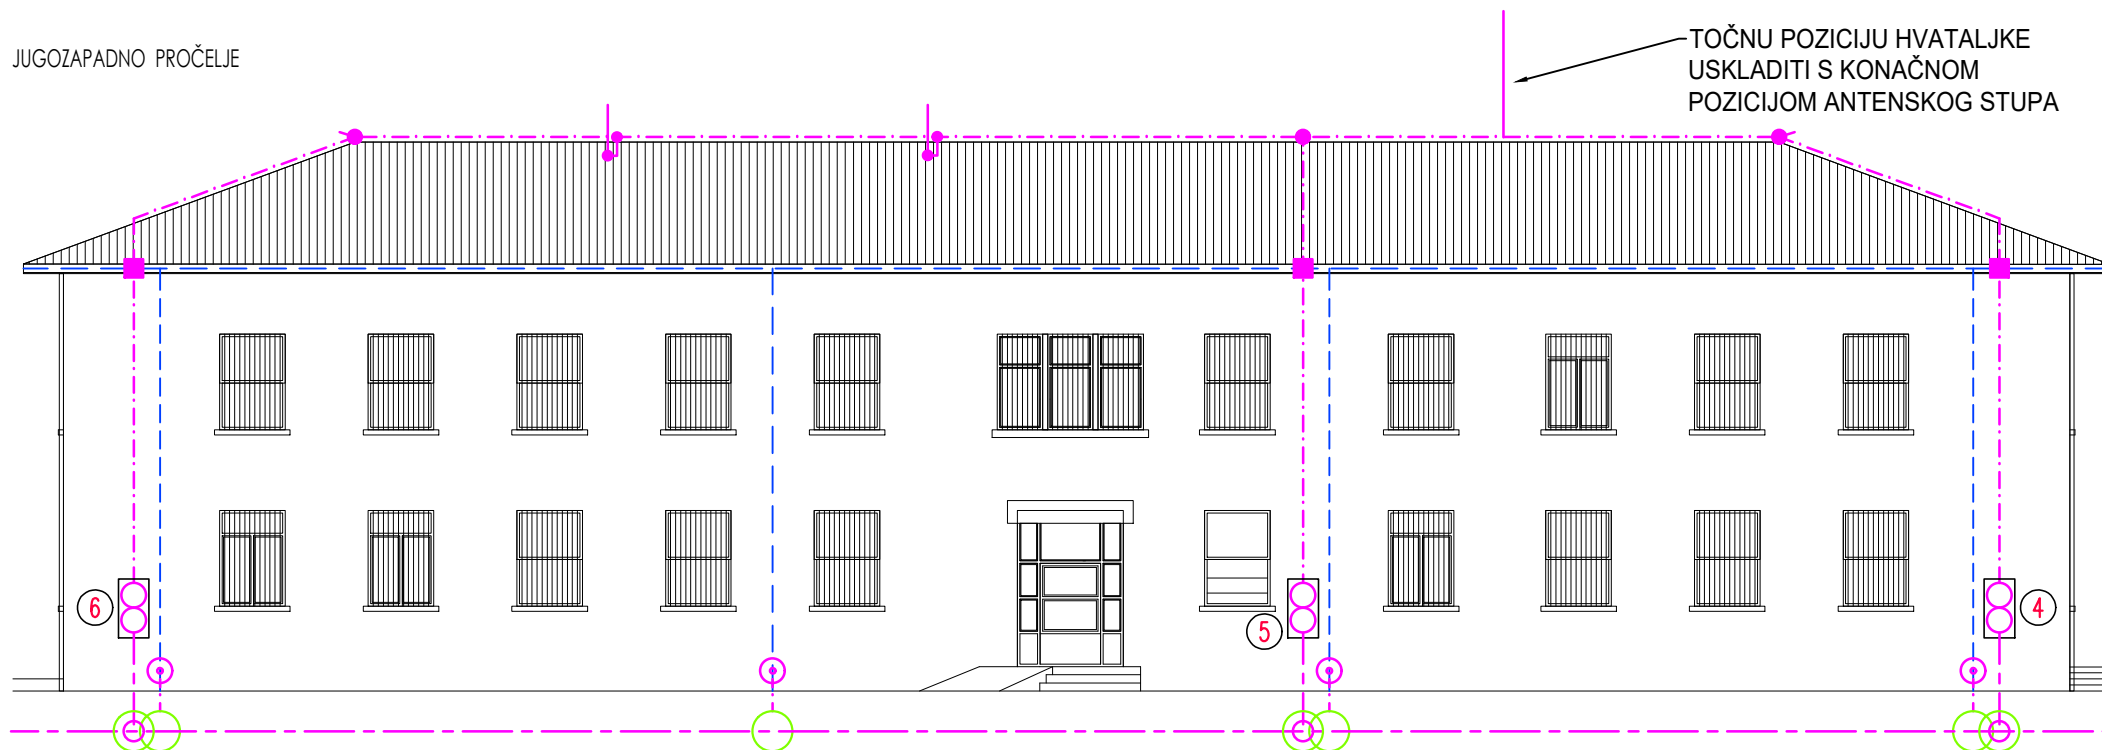 JUGOZAPADNO PROČELJE
TOČNU POZICIJU HVATALJKE
USKLADITI S KONAČNOM
POZICIJOM ANTENSKOG STUPA
6
5
4